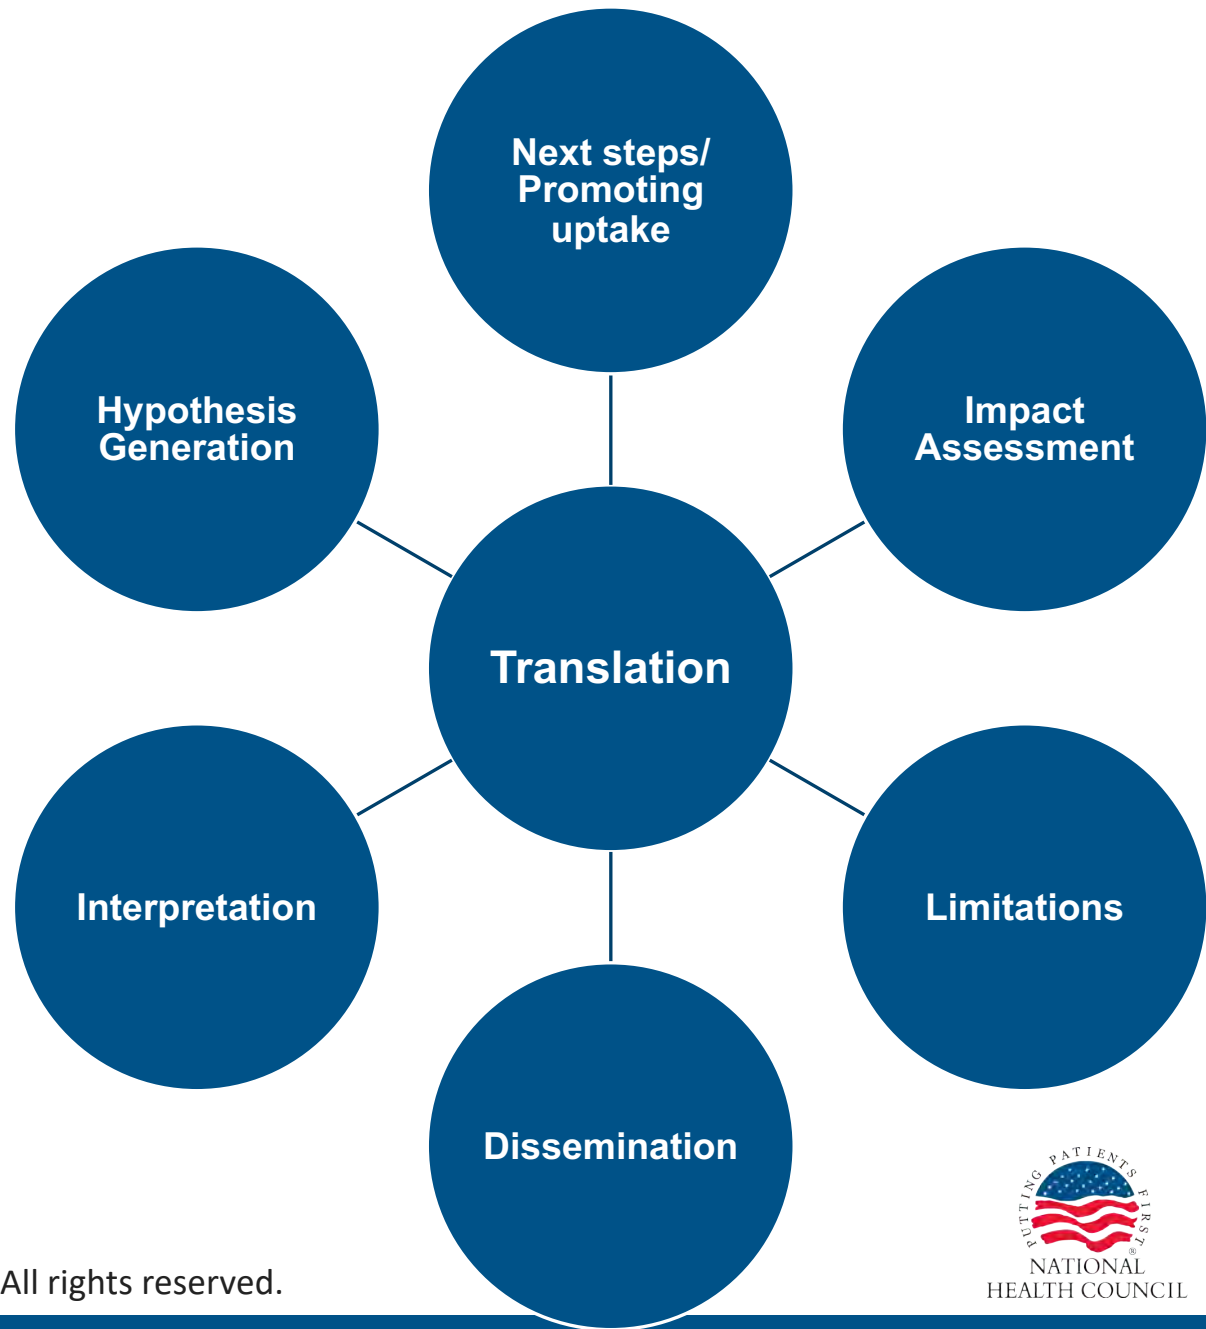 Next steps/
Promoting
uptake
Hypothesis
Generation
Impact
Assessment
Translation
Interpretation
Limitations
Dissemination
PUTTING PATIENTS FIRST
®
NATIONAL
HEALTH COUNCIL
All rights reserved.